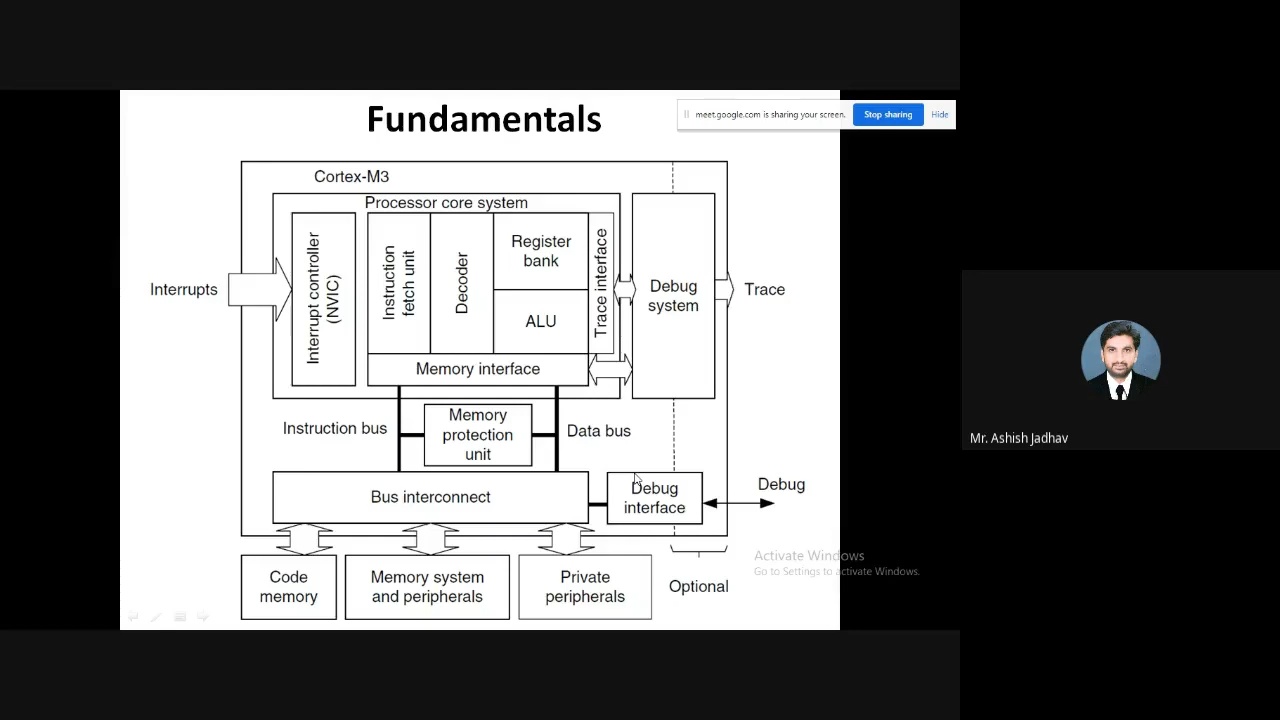 Fundamentals
meet.google.com is sharing your screen.
Stop sharing
Hide
Cortex-M3
Processor core system
Interrupts
Interrupt controller
(NVIC)
Instruction
fetch unit
Decoder
Register
bank
ALU
Trace interface
Debug
system
Trace
Memory interface
Instruction bus
Memory
protection
unit
Data bus
Bus interconnect
Debug
interface
Debug
Code
memory
Memory system
and peripherals
Private
peripherals
Optional
Activate Windows
Go to Settings to activate Windows.
Mr. Ashish Jadhav